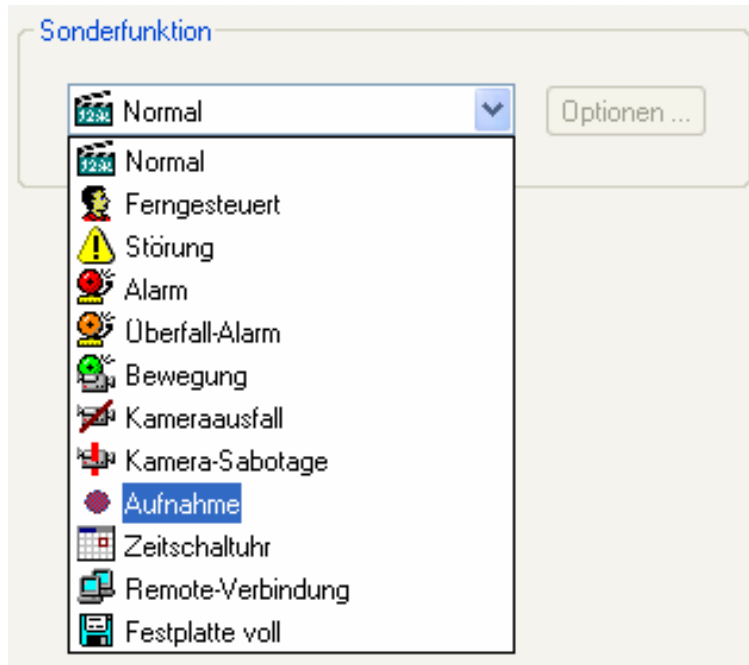 Sonderfunktion
Normal
Optionen ...
Normal
Ferngesteuert
Störung
Alarm
Überfall-Alarm
Bewegung
Kameraausfall
Kamera-Sabotage
Aufnahme
Zeitschaltuhr
Remote-Verbindung
Festplatte voll